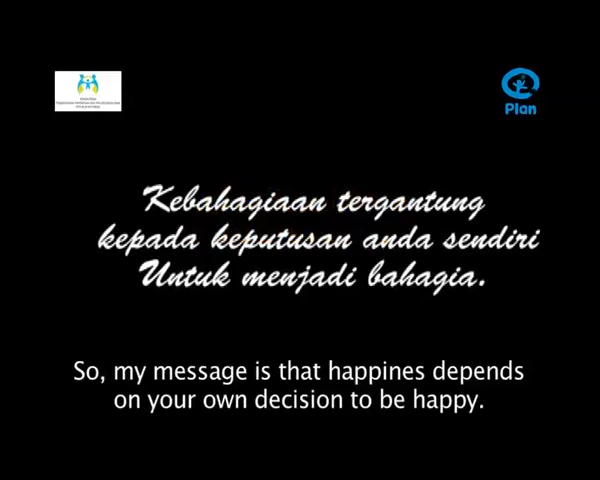 Plan
Kebahagiaan tergantung
kepada keputusan anda sendiri
Untuk menjadi bahagia.
So, my message is that happines depends
on your own decision to be happy.